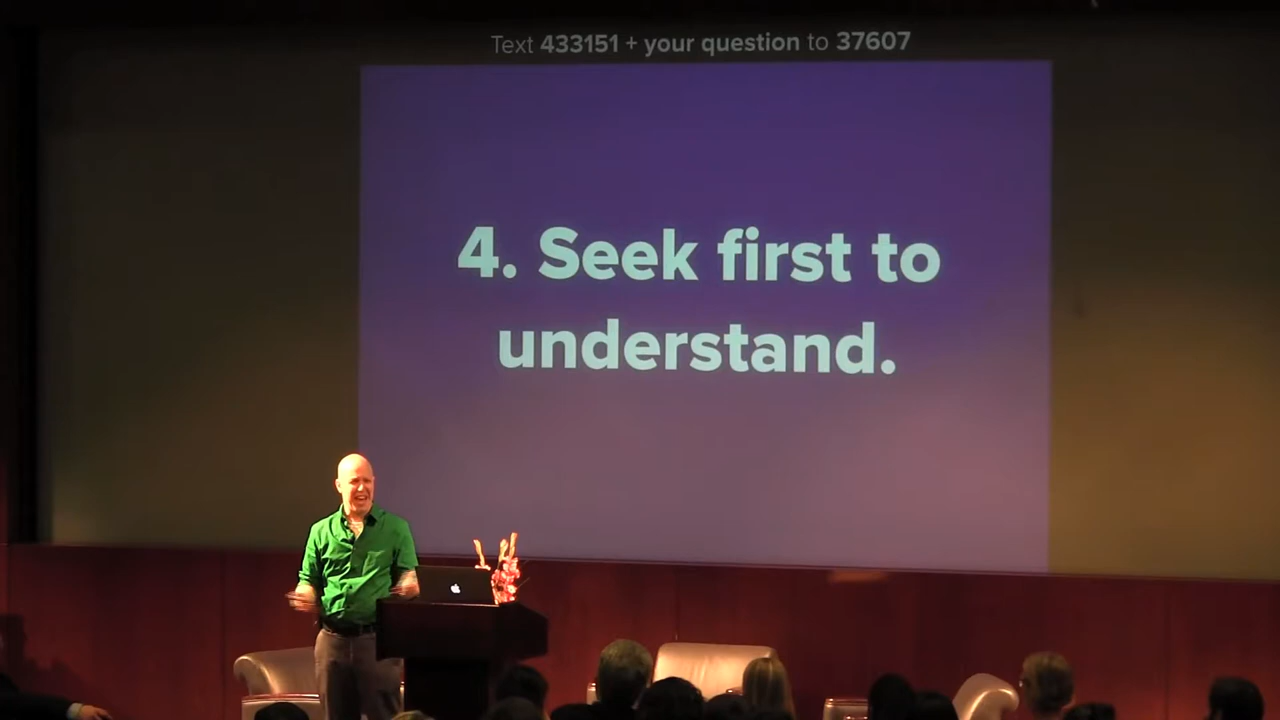 Text 433151 + your question to 37607
4. Seek first to
understand.